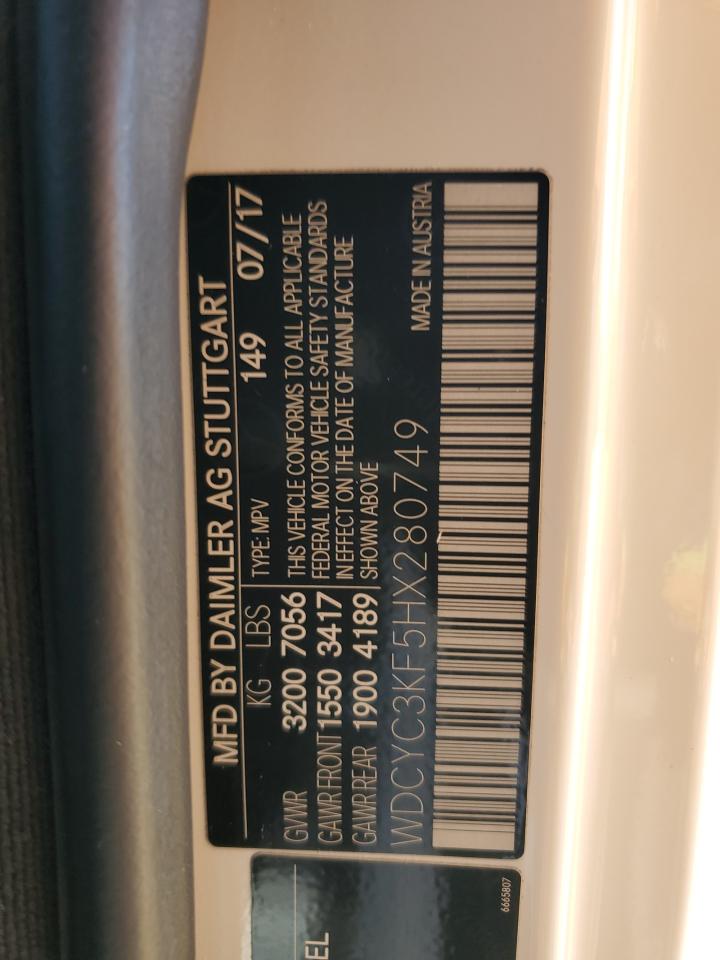 MFD BY DAIMLER AG STUTTGART
KG LBS TYPE: MPV 149 07/17
GVWR 3200 7056 THIS VEHICLE CONFORMS TO ALL APPLICABLE
GAWR FRONT 1550 3417 FEDERAL MOTOR VEHICLE SAFETY STANDARDS
IN EFFECT ON THE DATE OF MANUFACTURE
GAWR REAR 1900 4189 SHOWN ABOVE
WDCYC3KF5HX280749 MADE IN AUSTRIA
EL
6665807